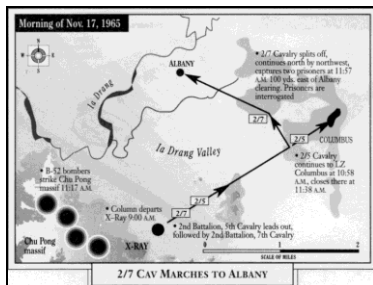 Morning of Nov. 17, 1965
N
W
E
S
ALBANY
• 2/7 Cavalry splits off,
continues north by northwest,
captures two prisoners at 11:57
A.M. 100 yds. east of Albany
clearing. Prisoners are
interrogated
Ia Drang
2/7
2/5
COLUMBUS
Ia Drang Valley
• 2/5 Cavalry
continues to LZ
Columbus at 10:58
A.M., closes there at
11:38 A.M.
• B-52 bombers
strike Chu Pong
massif 11:17 A.M.
• Column departs
X-Ray 9:00 A.M.
2/5
2/7
Chu Pong
massif
X-RAY
• 2nd Battalion, 5th Cavalry leads out,
followed by 2nd Battalion, 7th Cavalry
0
1
2
SCALE OF MILES
2/7 CAV MARCHES TO ALBANY